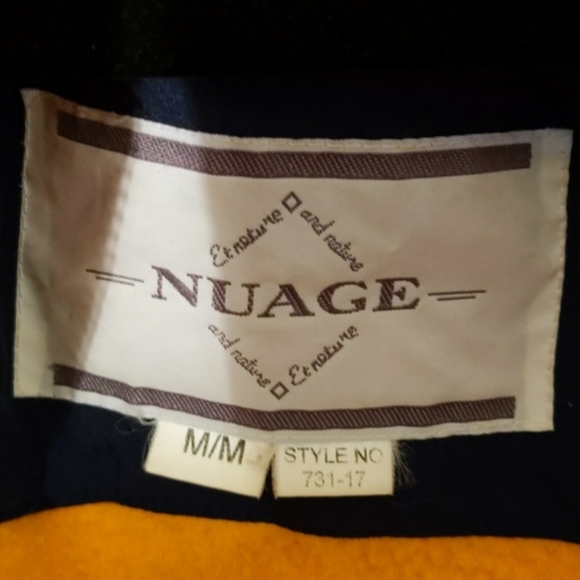 Et nature and nature
NUAGE
and nature Et nature
M/M
STYLE NO
731-17